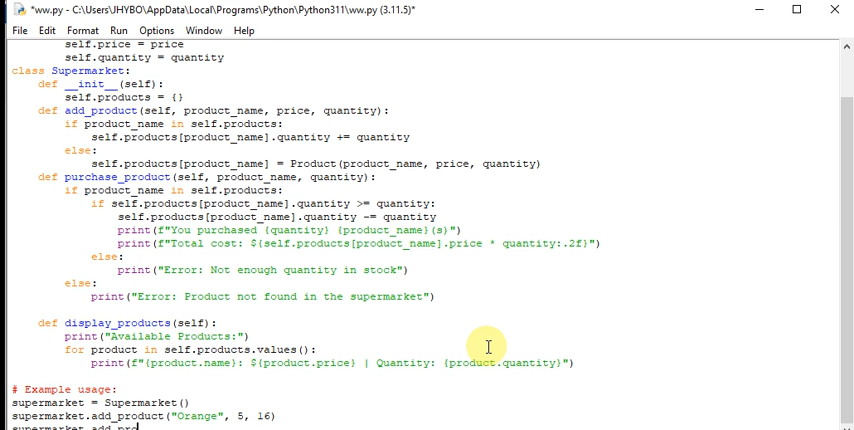 *ww.py - C:\Users\JHYBO\AppData\Local\Programs\Python\Python311\ww.py (3.11.5)*
File Edit Format Run Options Window Help
        self.price = price
        self.quantity = quantity
class Supermarket:
    def __init__(self):
        self.products = {}
    def add_product(self, product_name, price, quantity):
        if product_name in self.products:
            self.products[product_name].quantity += quantity
        else:
            self.products[product_name] = Product(product_name, price, quantity)
    def purchase_product(self, product_name, quantity):
        if product_name in self.products:
            if self.products[product_name].quantity >= quantity:
                self.products[product_name].quantity -= quantity
                print(f"You purchased {quantity} {product_name}(s)")
                print(f"Total cost: ${self.products[product_name].price * quantity:.2f}")
            else:
                print("Error: Not enough quantity in stock")
        else:
            print("Error: Product not found in the supermarket")
    def display_products(self):
        print("Available Products:")
        for product in self.products.values():
            print(f"{product.name}: ${product.price} | Quantity: {product.quantity}")
# Example usage:
supermarket = Supermarket()
supermarket.add_product("Orange", 5, 16)
supermarket.add_pro